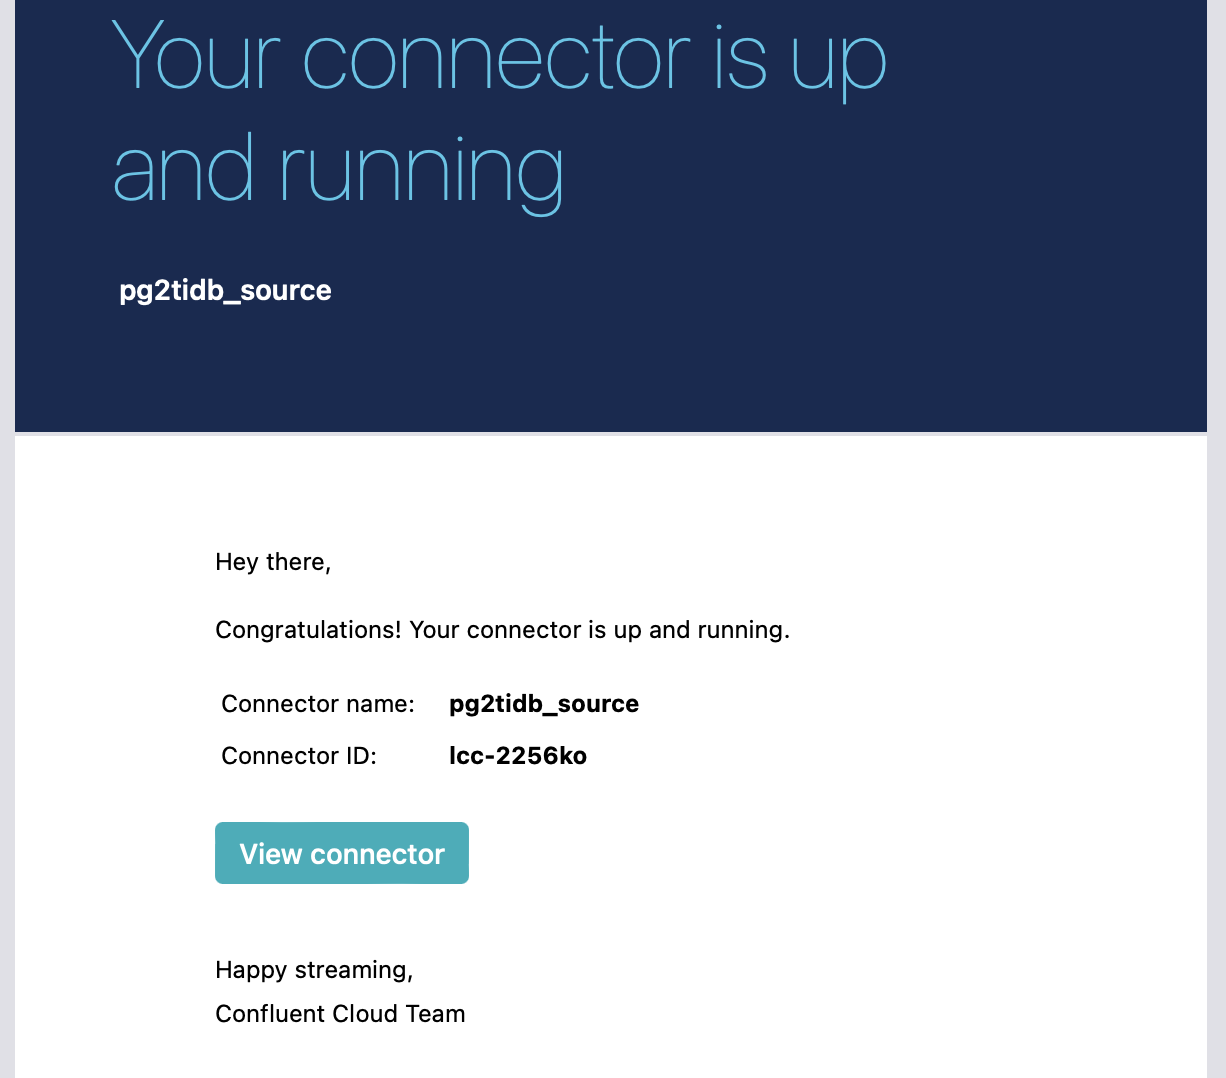 Your connector is up
and running
pg2tidb_source
Hey there,
Congratulations! Your connector is up and running.
Connector name: pg2tidb_source
Connector ID: lcc-2256ko
View connector
Happy streaming,
Confluent Cloud Team